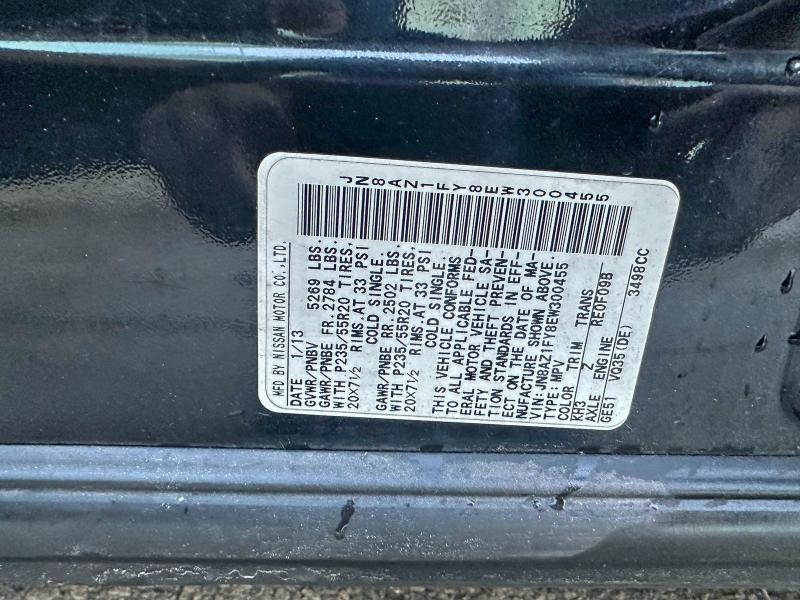 JN8AZ1FY8EW300455
MFD BY NISSAN MOTOR CO.,LTD.
DATE 1/13
GVWR/PNBV 5269 LBS.
GAWR/PNBE FR. 2784 LBS.
WITH P235/55R20 TIRES,
20×7½ RIMS, AT 33 PSI
COLD SINGLE.
GAWR/PNBE RR. 2502 LBS.
WITH P235/55R20 TIRES,
20×7½ RIMS, AT 33 PSI
COLD SINGLE.
THIS VEHICLE CONFORMS
TO ALL APPLICABLE FED-
ERAL MOTOR VEHICLE SA-
FETY AND THEFT PREVEN-
TION STANDARDS IN EFF-
ECT ON THE DATE OF MA-
NUFACTURE SHOWN ABOVE.
VIN: JN8AZ1FY8EW300455
TYPE: MPV
COLOR TRIM TRANS
KH3 Z RE0F09B
AXLE ENGINE
GE51 VQ35(DE) 3498CC